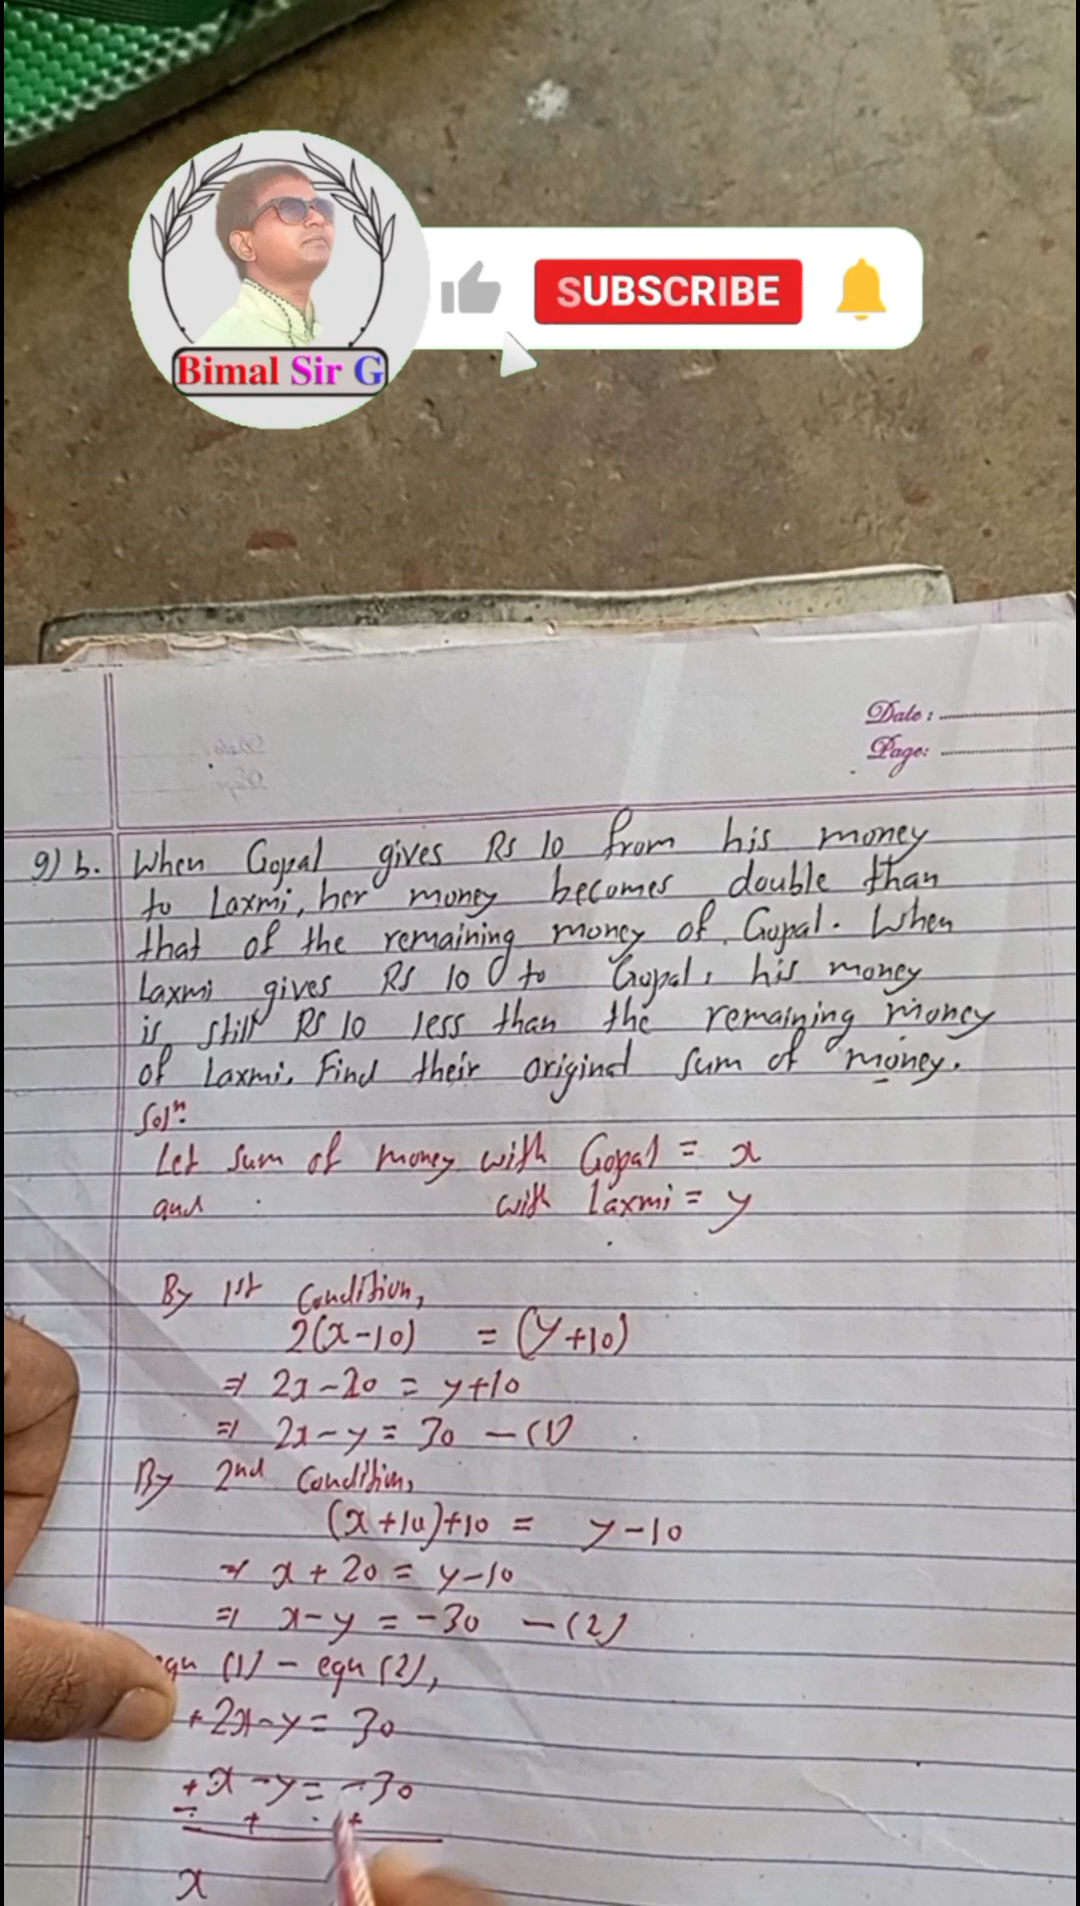 SUBSCRIBE
Bimal Sir G
Date:
Page:
9) b. When Gopal gives Rs 10 from his money
to Laxmi, her money becomes double than
that of the remaining money of Gopal. When
Laxmi gives Rs 10 to Gopal, his money
is still Rs 10 less than the remaining money
of Laxmi. Find their original sum of money.
Solⁿ:
Let sum of money with Gopal = x
and with laxmi = y
By 1st Condition,
2(x-10) = (y+10)
⇒ 2x-20 = y+10
⇒ 2x-y = 30 -(1)
By 2nd Condition,
(x+10)+10 = y-10
⇒ x+20 = y-10
⇒ x-y = -30 -(2)
eqn (1) - eqn (2),
+2x-y = 30
+x-y = -30
- + +
x